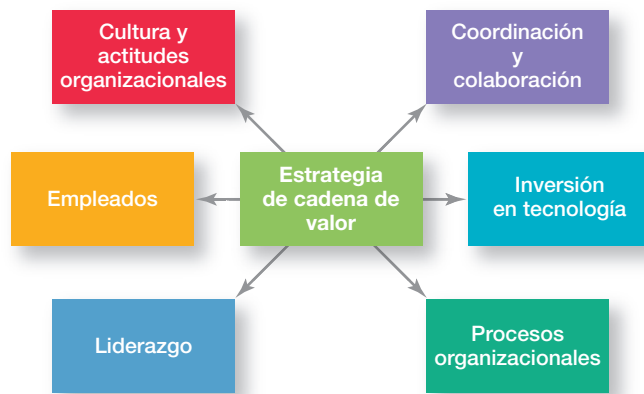 Cultura y
actitudes
organizacionales
Coordinación
y
colaboración
Empleados
Estrategia
de cadena de
valor
Inversión
en tecnología
Liderazgo
Procesos
organizacionales